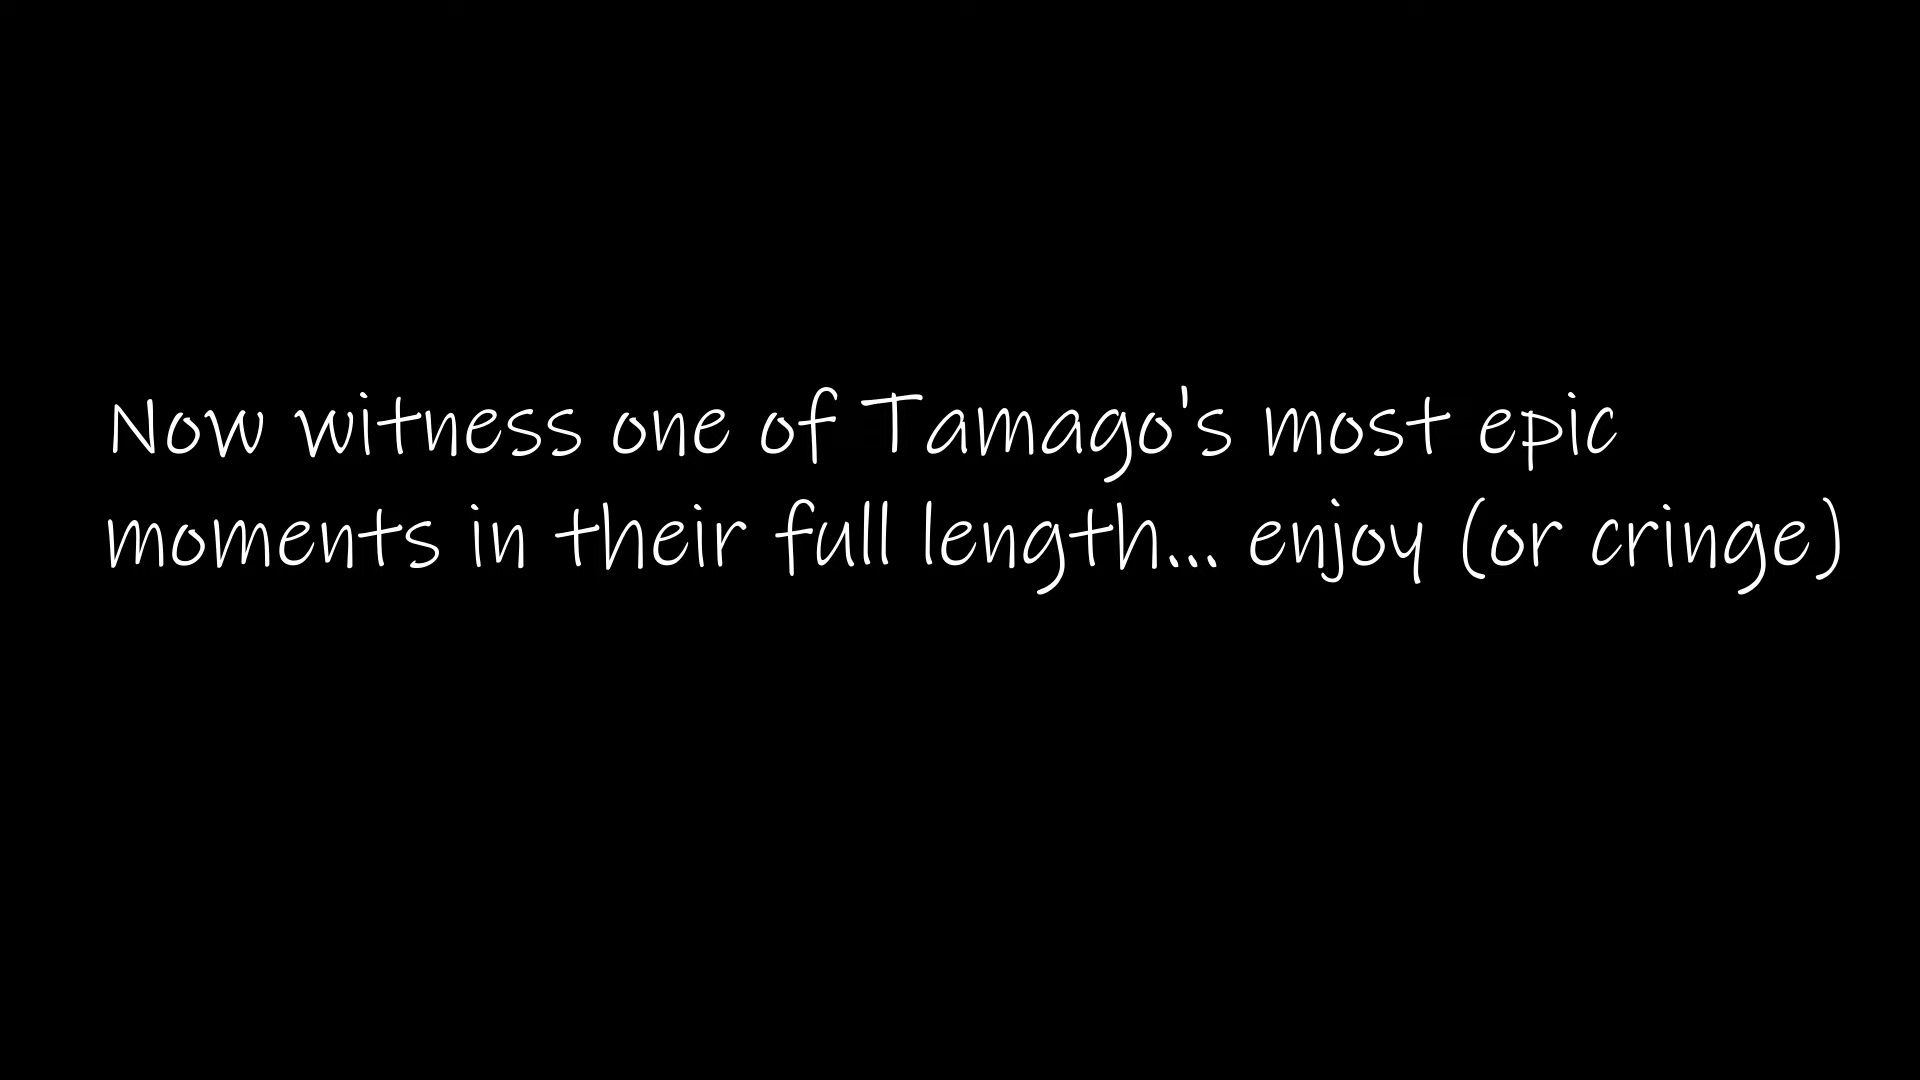 Now witness one of Tamago's most epic
moments in their full length... enjoy (or cringe)